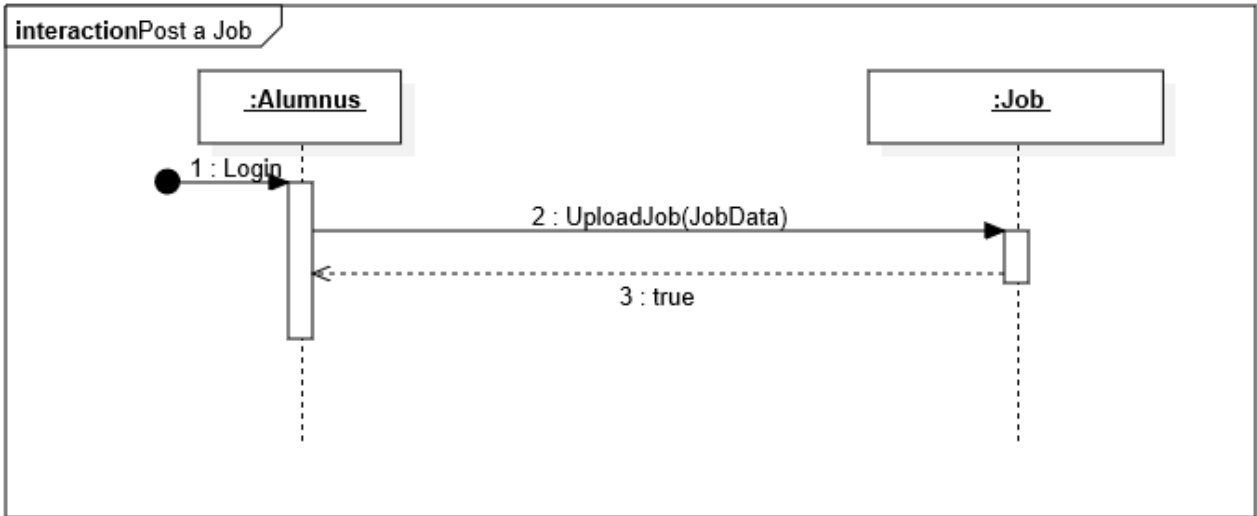 interactionPost a Job
:Alumnus
:Job
1 : Login
2 : UploadJob(JobData)
3 : true